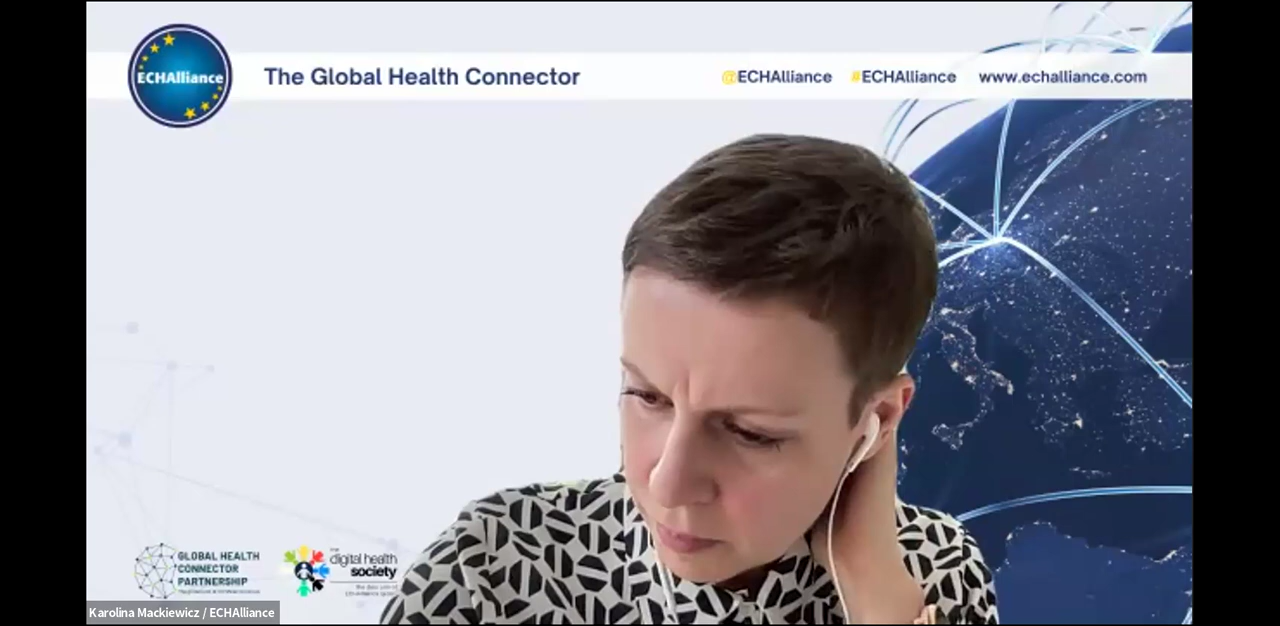 ECHAlliance
The Global Health Connector
@ECHAlliance
#ECHAlliance
www.echalliance.com
GLOBAL HEALTH
CONNECTOR
PARTNERSHIP
digital health
society
Karolina Mackiewicz / ECHAlliance